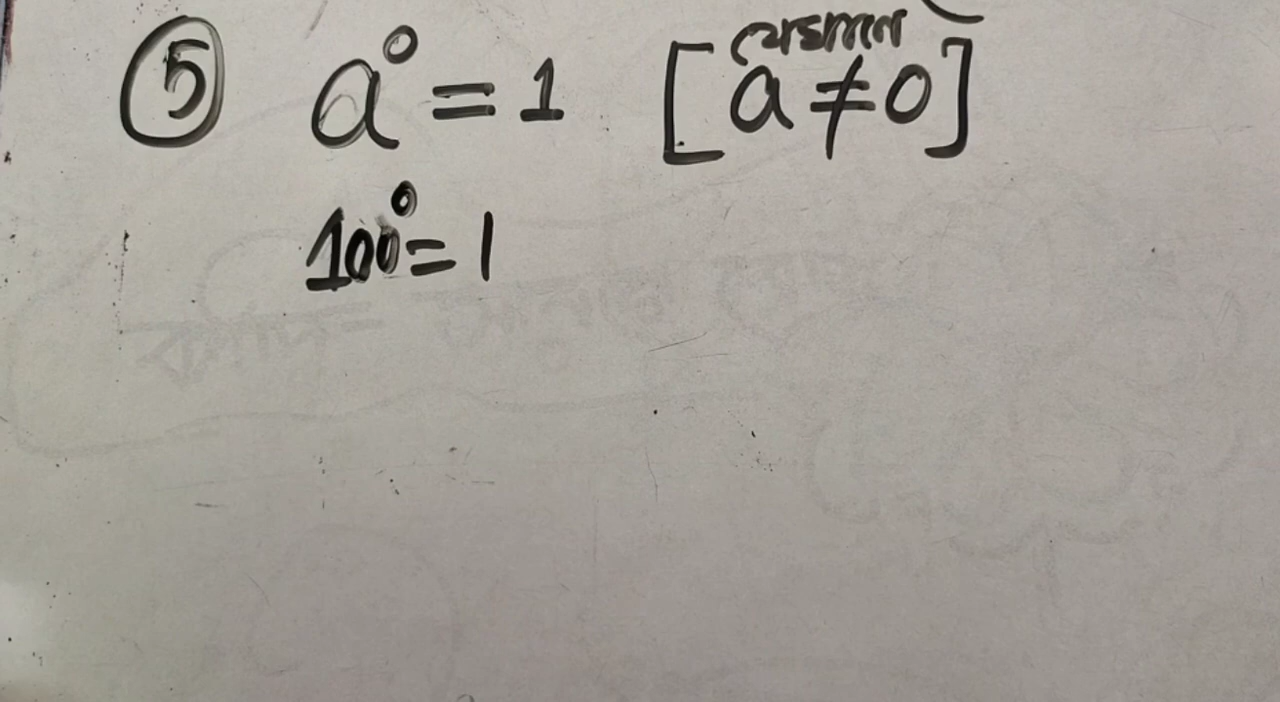 ⑤ a⁰ = 1 [a ≠ 0]
100⁰ = 1